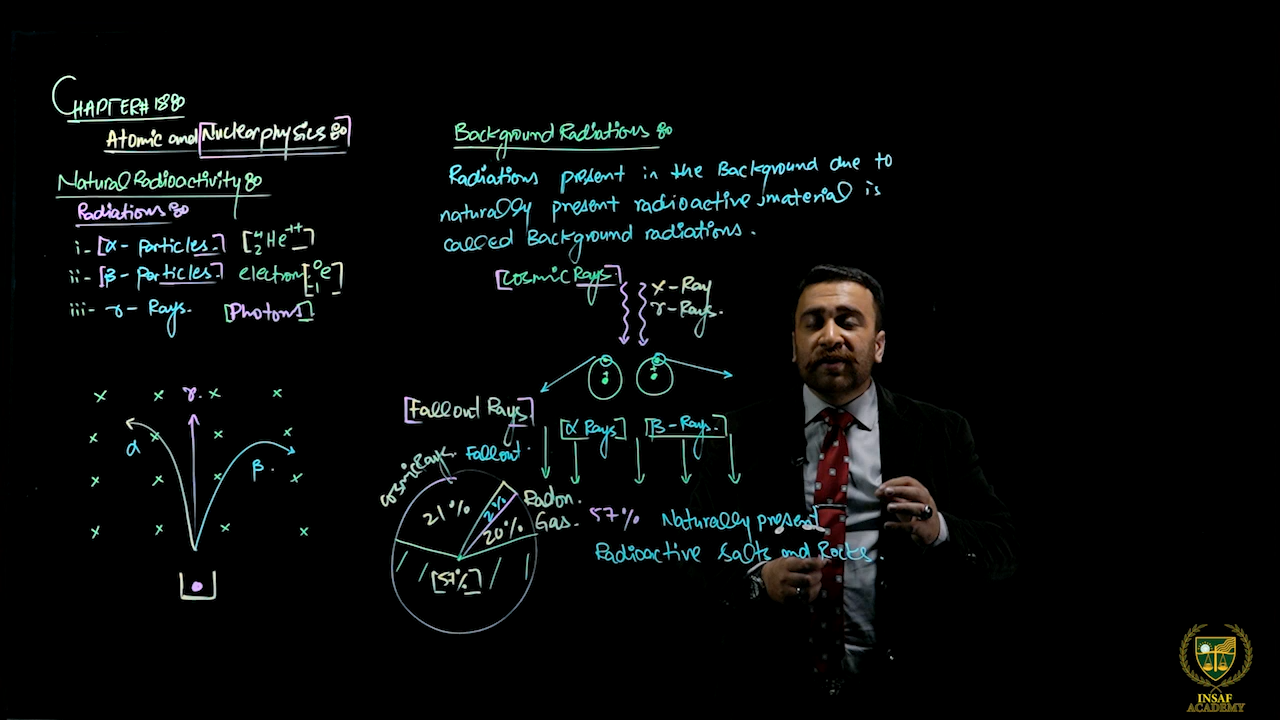 CHAPTER# 18:-
Atomic and Nuclear physics:-
Natural Radioactivity:-
Radiations:-
i- [α- particles.] [⁴₂He⁺⁺]
ii- [β- particles] electron [⁰₋₁e]
iii- γ- Rays. [Photons]
α
γ.
β.
Background Radiations:-
Radiations present in the Background due to
naturally present radioactive material is
called Background radiations.
[cosmic Rays.]
x-Ray
γ-Rays.
[Fallout Rays]
[α Rays]
[β-Rays.]
Fallout.
21%
2%
20%
[57%]
Radon.
Gas.
57% Naturally present
Radioactive Salts and Rocks.
INSAF
ACADEMY